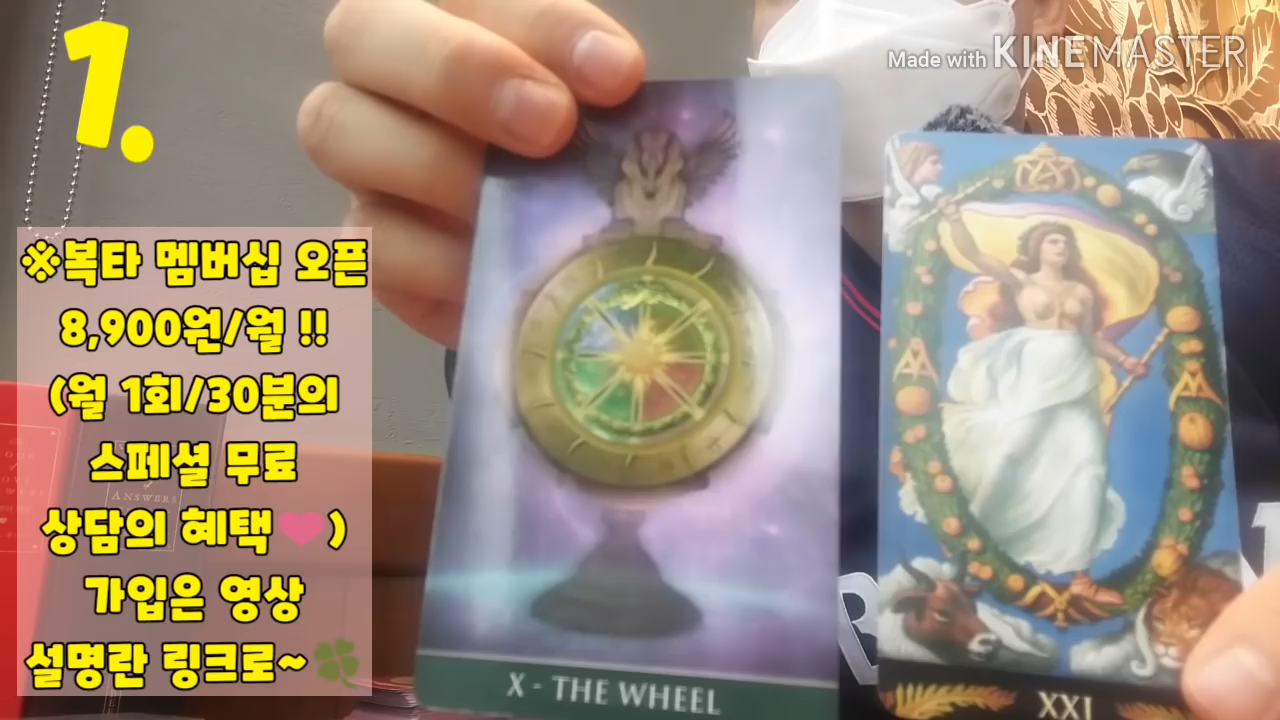 1.
Made with KINEMASTER
※복타 멤버십 오픈
8,900원/월 !!
(월 1회/30분의
스페셜 무료
상담의 혜택🩷)
가입은 영상
설명란 링크로~🍀
ANSWERS
X - THE WHEEL
XXI